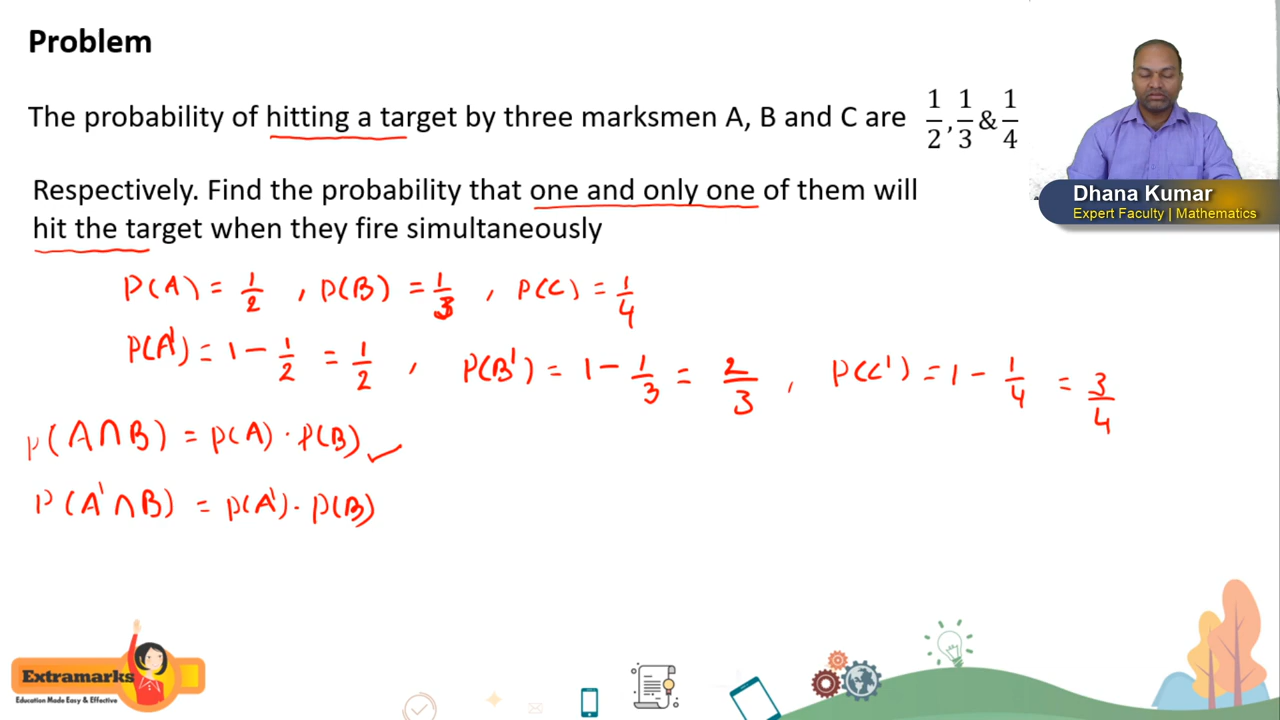 Problem
The probability of hitting a target by three marksmen A, B and C are 1/2, 1/3 & 1/4
Respectively. Find the probability that one and only one of them will
hit the target when they fire simultaneously
Dhana Kumar
Expert Faculty | Mathematics
P(A) = 1/2 , P(B) = 1/3 , P(C) = 1/4
P(A') = 1 - 1/2 = 1/2 , P(B') = 1 - 1/3 = 2/3 , P(C') = 1 - 1/4 = 3/4
P(A∩B) = P(A) · P(B) ✓
P(A'∩B) = P(A') · P(B)
Extramarks
Education Made Easy & Effective